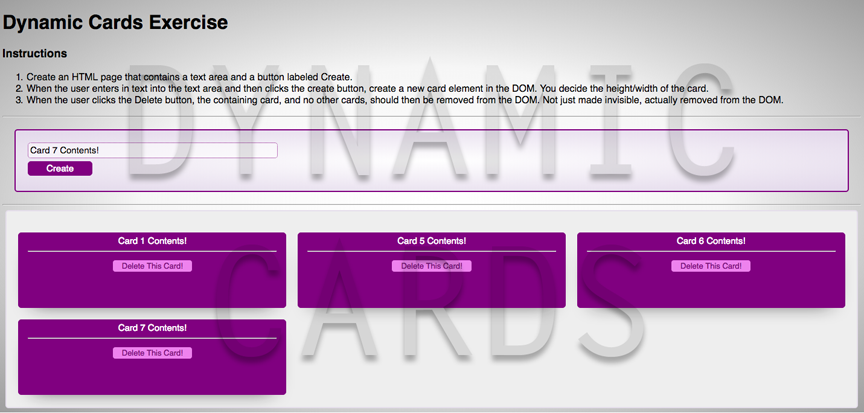 Dynamic Cards Exercise
Instructions
1. Create an HTML page that contains a text area and a button labeled Create.
2. When the user enters in text into the text area and then clicks the create button, create a new card element in the DOM. You decide the height/width of the card.
3. When the user clicks the Delete button, the containing card, and no other cards, should then be removed from the DOM. Not just made invisible, actually removed from the DOM.
DYNAMIC
Card 7 Contents!
Create
CARDS
Card 1 Contents!
Delete This Card!
Card 5 Contents!
Delete This Card!
Card 6 Contents!
Delete This Card!
Card 7 Contents!
Delete This Card!